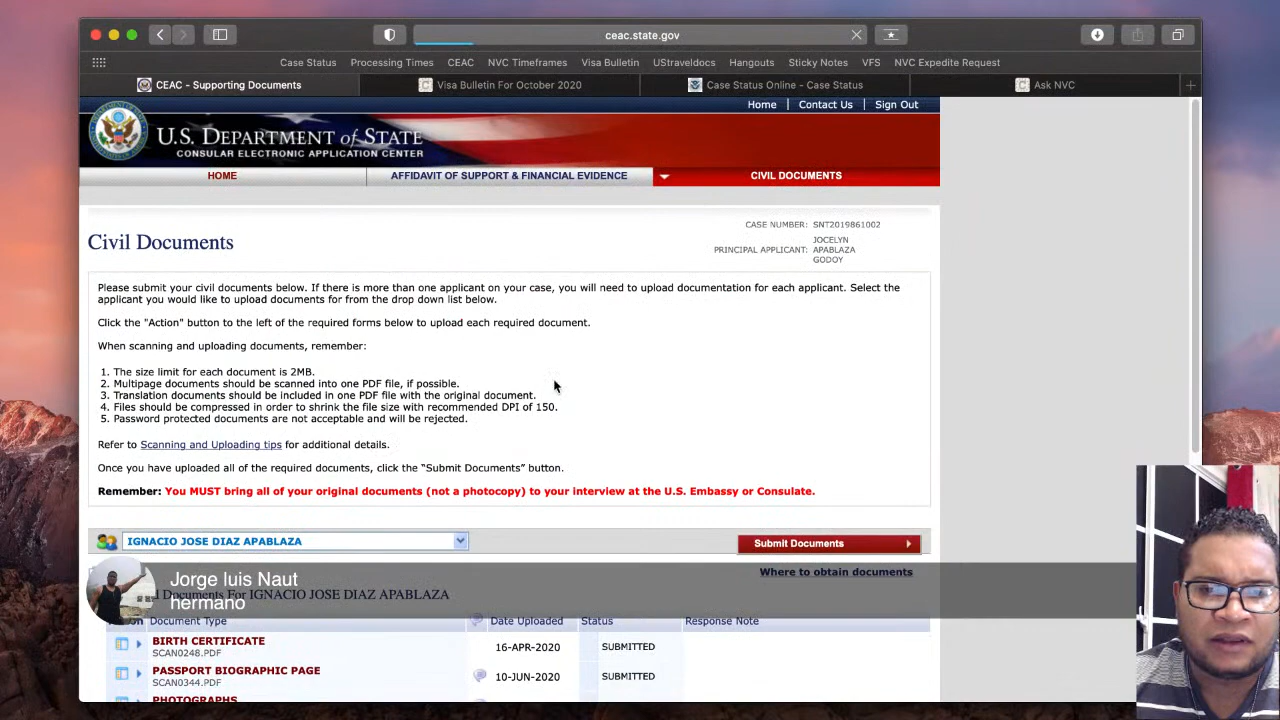 ceac.state.gov
Case Status Processing Times CEAC NVC Timeframes Visa Bulletin UStraveldocs Hangouts Sticky Notes VFS NVC Expedite Request
CEAC - Supporting Documents Visa Bulletin For October 2020 Case Status Online - Case Status Ask NVC
Home | Contact Us | Sign Out
U.S. DEPARTMENT of STATE
CONSULAR ELECTRONIC APPLICATION CENTER
HOME AFFIDAVIT OF SUPPORT & FINANCIAL EVIDENCE CIVIL DOCUMENTS
CASE NUMBER: SNT2019861002
Civil Documents
PRINCIPAL APPLICANT: JOCELYN APABLAZA GODOY
Please submit your civil documents below. If there is more than one applicant on your case, you will need to upload documentation for each applicant. Select the
applicant you would like to upload documents for from the drop down list below.
Click the "Action" button to the left of the required forms below to upload each required document.
When scanning and uploading documents, remember:
1. The size limit for each document is 2MB.
2. Multipage documents should be scanned into one PDF file, if possible.
3. Translation documents should be included in one PDF file with the original document.
4. Files should be compressed in order to shrink the file size with recommended DPI of 150.
5. Password protected documents are not acceptable and will be rejected.
Refer to Scanning and Uploading tips for additional details.
Once you have uploaded all of the required documents, click the “Submit Documents” button.
Remember: You MUST bring all of your original documents (not a photocopy) to your interview at the U.S. Embassy or Consulate.
IGNACIO JOSE DIAZ APABLAZA Submit Documents
Where to obtain documents
Jorge luis Naut
hermano
Documents For IGNACIO JOSE DIAZ APABLAZA
Document Type Date Uploaded Status Response Note
BIRTH CERTIFICATE 16-APR-2020 SUBMITTED
SCAN0248.PDF
PASSPORT BIOGRAPHIC PAGE 10-JUN-2020 SUBMITTED
SCAN0344.PDF
PHOTOGRAPHS